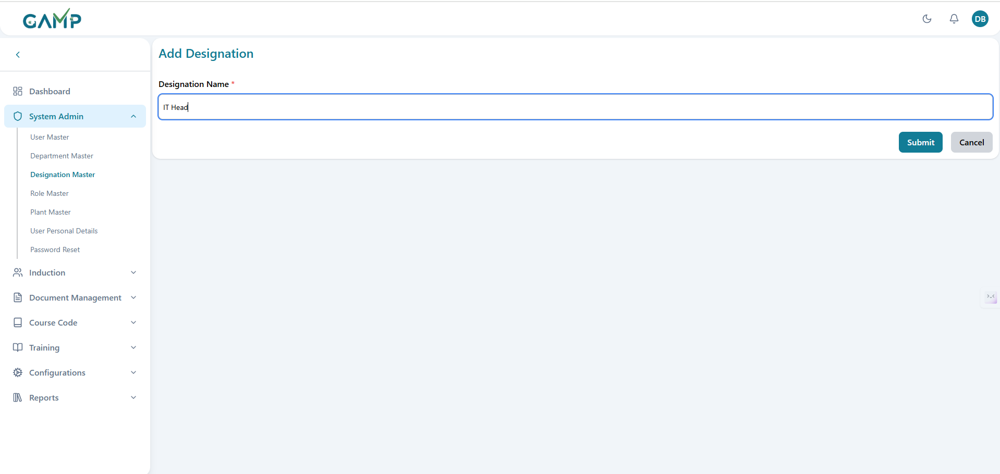 GAMP
DB
Add Designation
Designation Name *
IT Head
Submit
Cancel
Dashboard
System Admin
User Master
Department Master
Designation Master
Role Master
Plant Master
User Personal Details
Password Reset
Induction
Document Management
Course Code
Training
Configurations
Reports